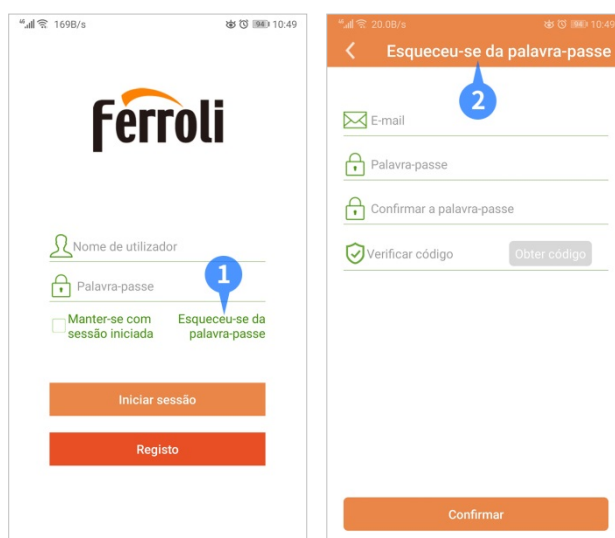 46 169B/s 94 10:49
Ferroli
Nome de utilizador
Palavra-passe
1
Manter-se com
sessão iniciada
Esqueceu-se da
palavra-passe
Iniciar sessão
Registo
46 20.0B/s 94 10:49
Esqueceu-se da palavra-passe
2
E-mail
Palavra-passe
Confirmar a palavra-passe
Verificar código
Obter código
Confirmar